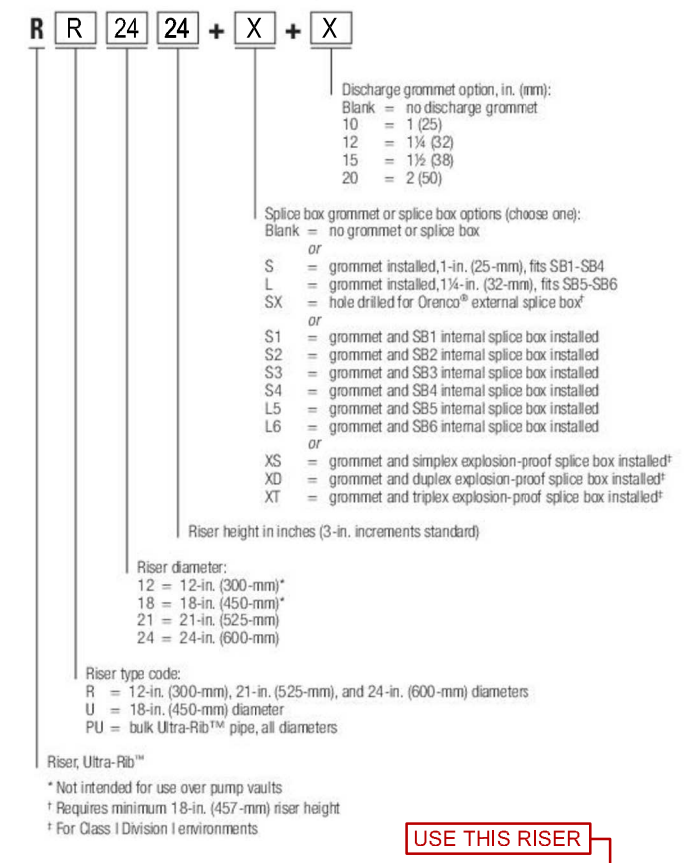 R R 24 24 + X + X
Discharge grommet option, in. (mm):
Blank = no discharge grommet
10 = 1 (25)
12 = 1¼ (32)
15 = 1½ (38)
20 = 2 (50)
Splice box grommet or splice box options (choose one):
Blank = no grommet or splice box
or
S = grommet installed,1-in. (25-mm), fits SB1-SB4
L = grommet installed,1¼-in. (32-mm), fits SB5-SB6
SX = hole drilled for Orenco® external splice box†
or
S1 = grommet and SB1 internal splice box installed
S2 = grommet and SB2 internal splice box installed
S3 = grommet and SB3 internal splice box installed
S4 = grommet and SB4 internal splice box installed
L5 = grommet and SB5 internal splice box installed
L6 = grommet and SB6 internal splice box installed
or
XS = grommet and simplex explosion-proof splice box installed‡
XD = grommet and duplex explosion-proof splice box installed‡
XT = grommet and triplex explosion-proof splice box installed‡
Riser height in inches (3-in. increments standard)
Riser diameter:
12 = 12-in. (300-mm)*
18 = 18-in. (450-mm)*
21 = 21-in. (525-mm)
24 = 24-in. (600-mm)
Riser type code:
R = 12-in. (300-mm), 21-in. (525-mm), and 24-in. (600-mm) diameters
U = 18-in. (450-mm) diameter
PU = bulk Ultra-Rib™ pipe, all diameters
Riser, Ultra-Rib™
* Not intended for use over pump vaults
† Requires minimum 18-in. (457-mm) riser height
‡ For Class I Division I environments
USE THIS RISER